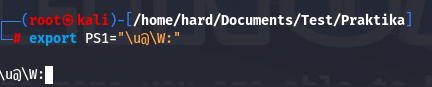 ┌──(root㉿kali)-[/home/hard/Documents/Test/Praktika]
└─# export PS1="\u@\W:"
\u@\W: